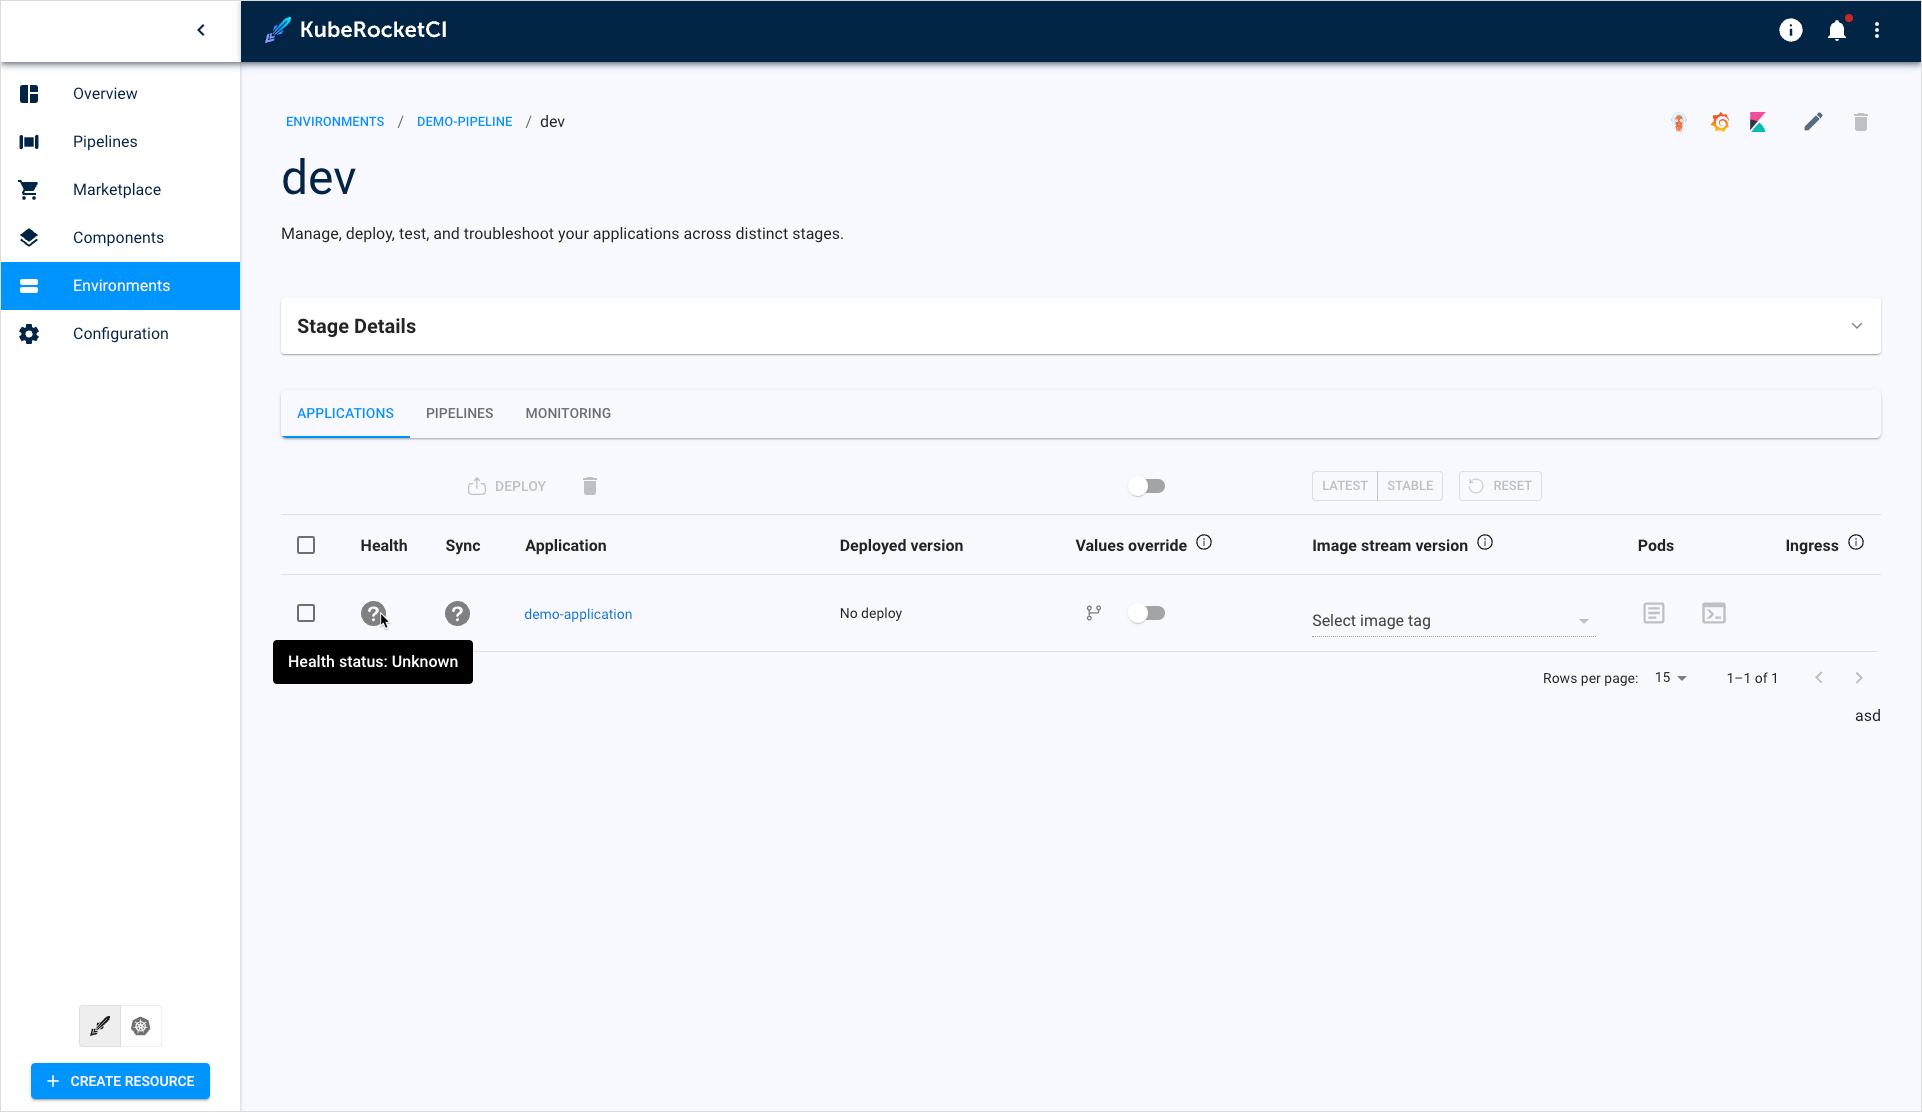 KubeRocketCI
Overview
Pipelines
Marketplace
Components
Environments
Configuration
ENVIRONMENTS / DEMO-PIPELINE / dev
dev
Manage, deploy, test, and troubleshoot your applications across distinct stages.
Stage Details
APPLICATIONS PIPELINES MONITORING
DEPLOY LATEST STABLE RESET
Health Sync Application Deployed version Values override Image stream version Pods Ingress
demo-application No deploy Select image tag
Health status: Unknown
Rows per page: 15 1–1 of 1
asd
+ CREATE RESOURCE